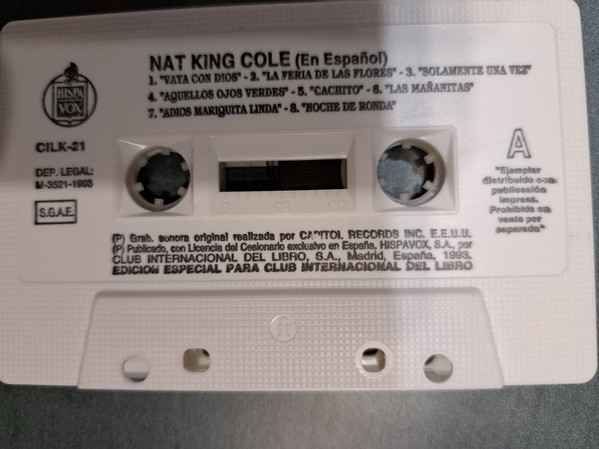 NAT KING COLE (En Español)
1. "VAYA CON DIOS" - 2. "LA FERIA DE LAS FLORES" - 3. "SOLAMENTE UNA VEZ"
4. "AQUELLOS OJOS VERDES" - 5. "CACHITO" - 6. "LAS MAÑANITAS"
7. "ADIOS MARIQUITA LINDA" - 8. "NOCHE DE RONDA"
HISPA
VOX
CILK-21
DEP. LEGAL:
M-3521-1993
S.G.A.E.
A
"Ejemplar
distribuido con
publicación
impresa.
Prohibida su
venta por
separado"
(P) Grab. sonora original realizada por CAPITOL RECORDS INC. E.E.U.U.
(P) Publicado, con Licencia del Cesionario exclusivo en España, HISPAVOX, S.A., por
CLUB INTERNACIONAL DEL LIBRO, S.A., Madrid, España, 1993.
EDICION ESPECIAL PARA CLUB INTERNACIONAL DEL LIBRO